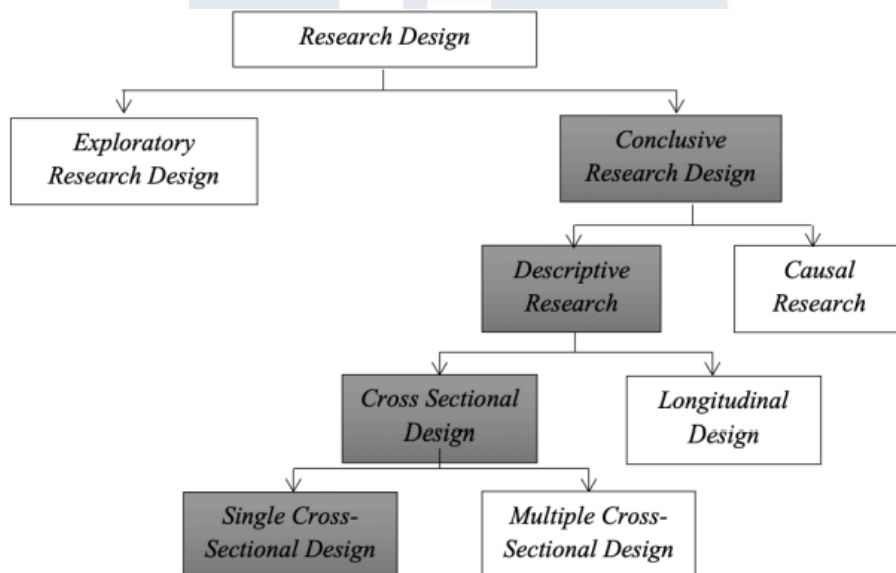 Research Design
Exploratory
Research Design
Conclusive
Research Design
Descriptive
Research
Causal
Research
Cross Sectional
Design
Longitudinal
Design
Single Cross-
Sectional Design
Multiple Cross-
Sectional Design